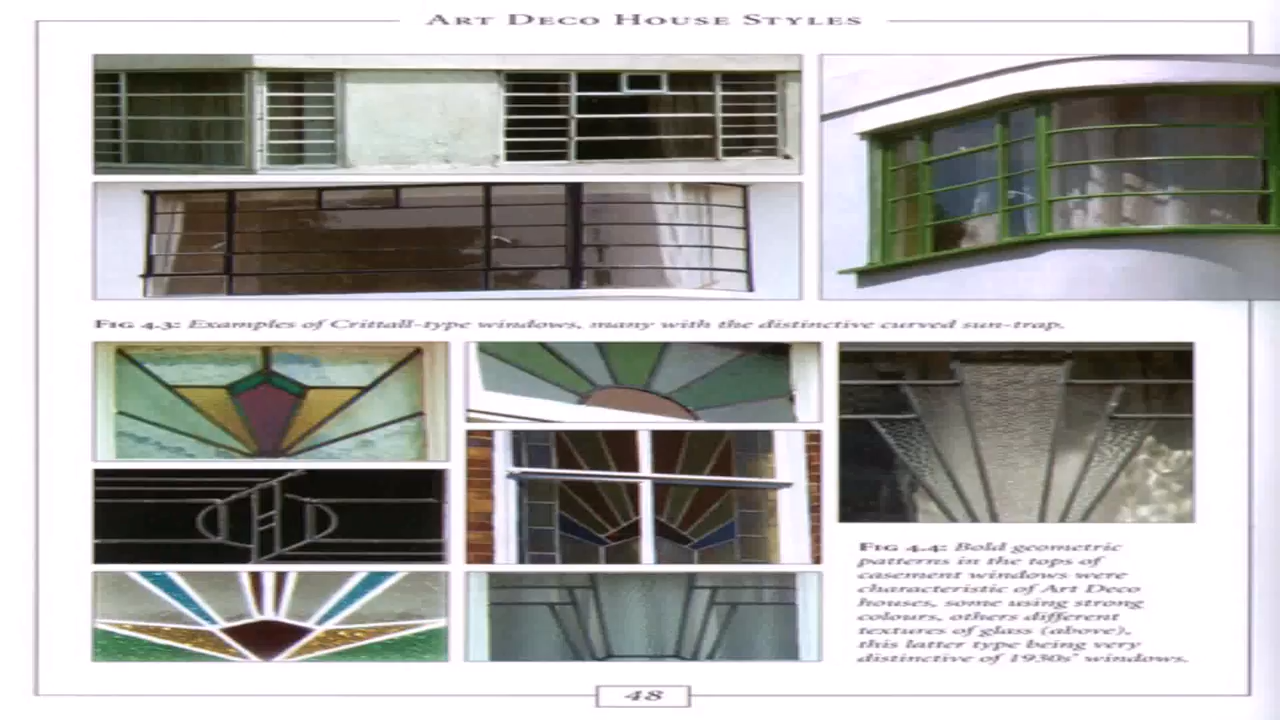 ART DECO HOUSE STYLES
FIG 4.3: Examples of Crittall-type windows, many with the distinctive curved sun-trap.
FIG 4.4: Bold geometric
patterns in the tops of
casement windows were
characteristic of Art Deco
houses, some using strong
colours, others different
textures of glass (above),
this latter type being very
distinctive of 1930s' windows.
48